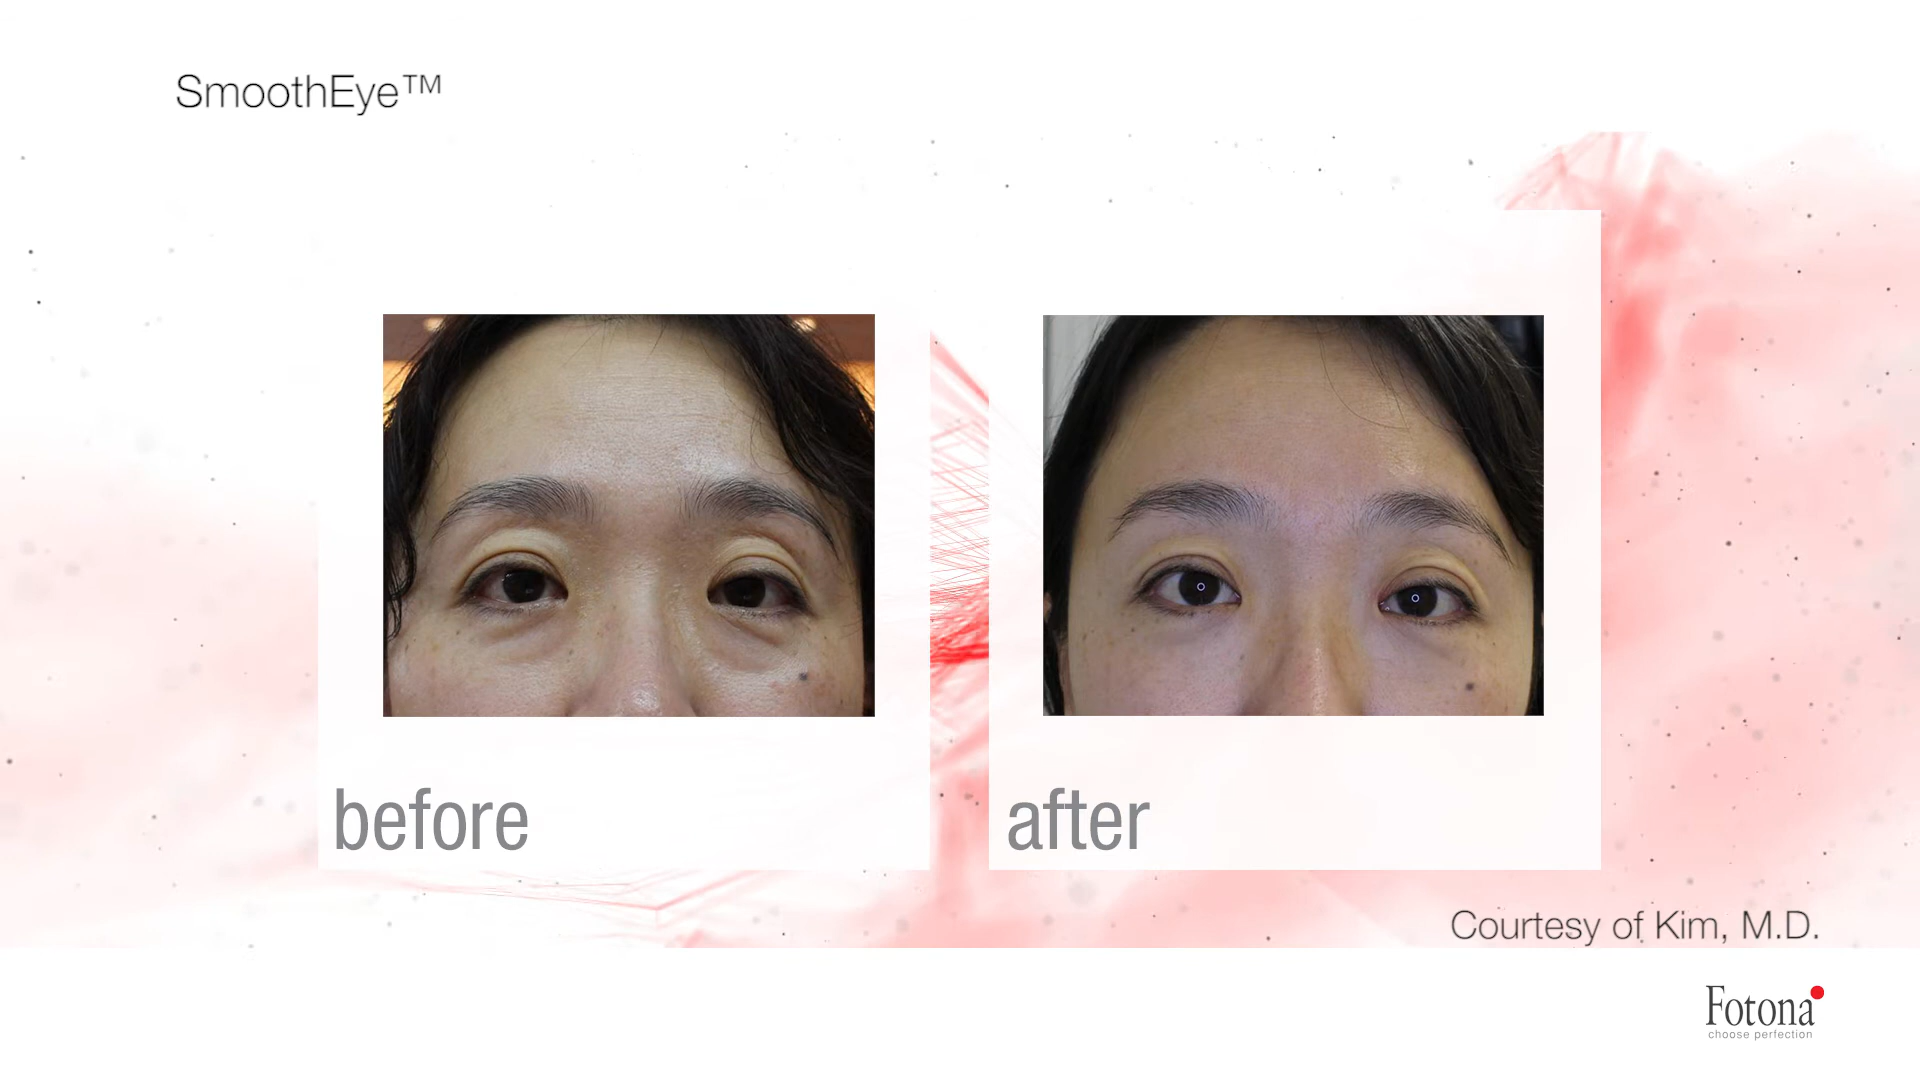 SmoothEye™
before
after
Courtesy of Kim, M.D.
Fotona
choose perfection